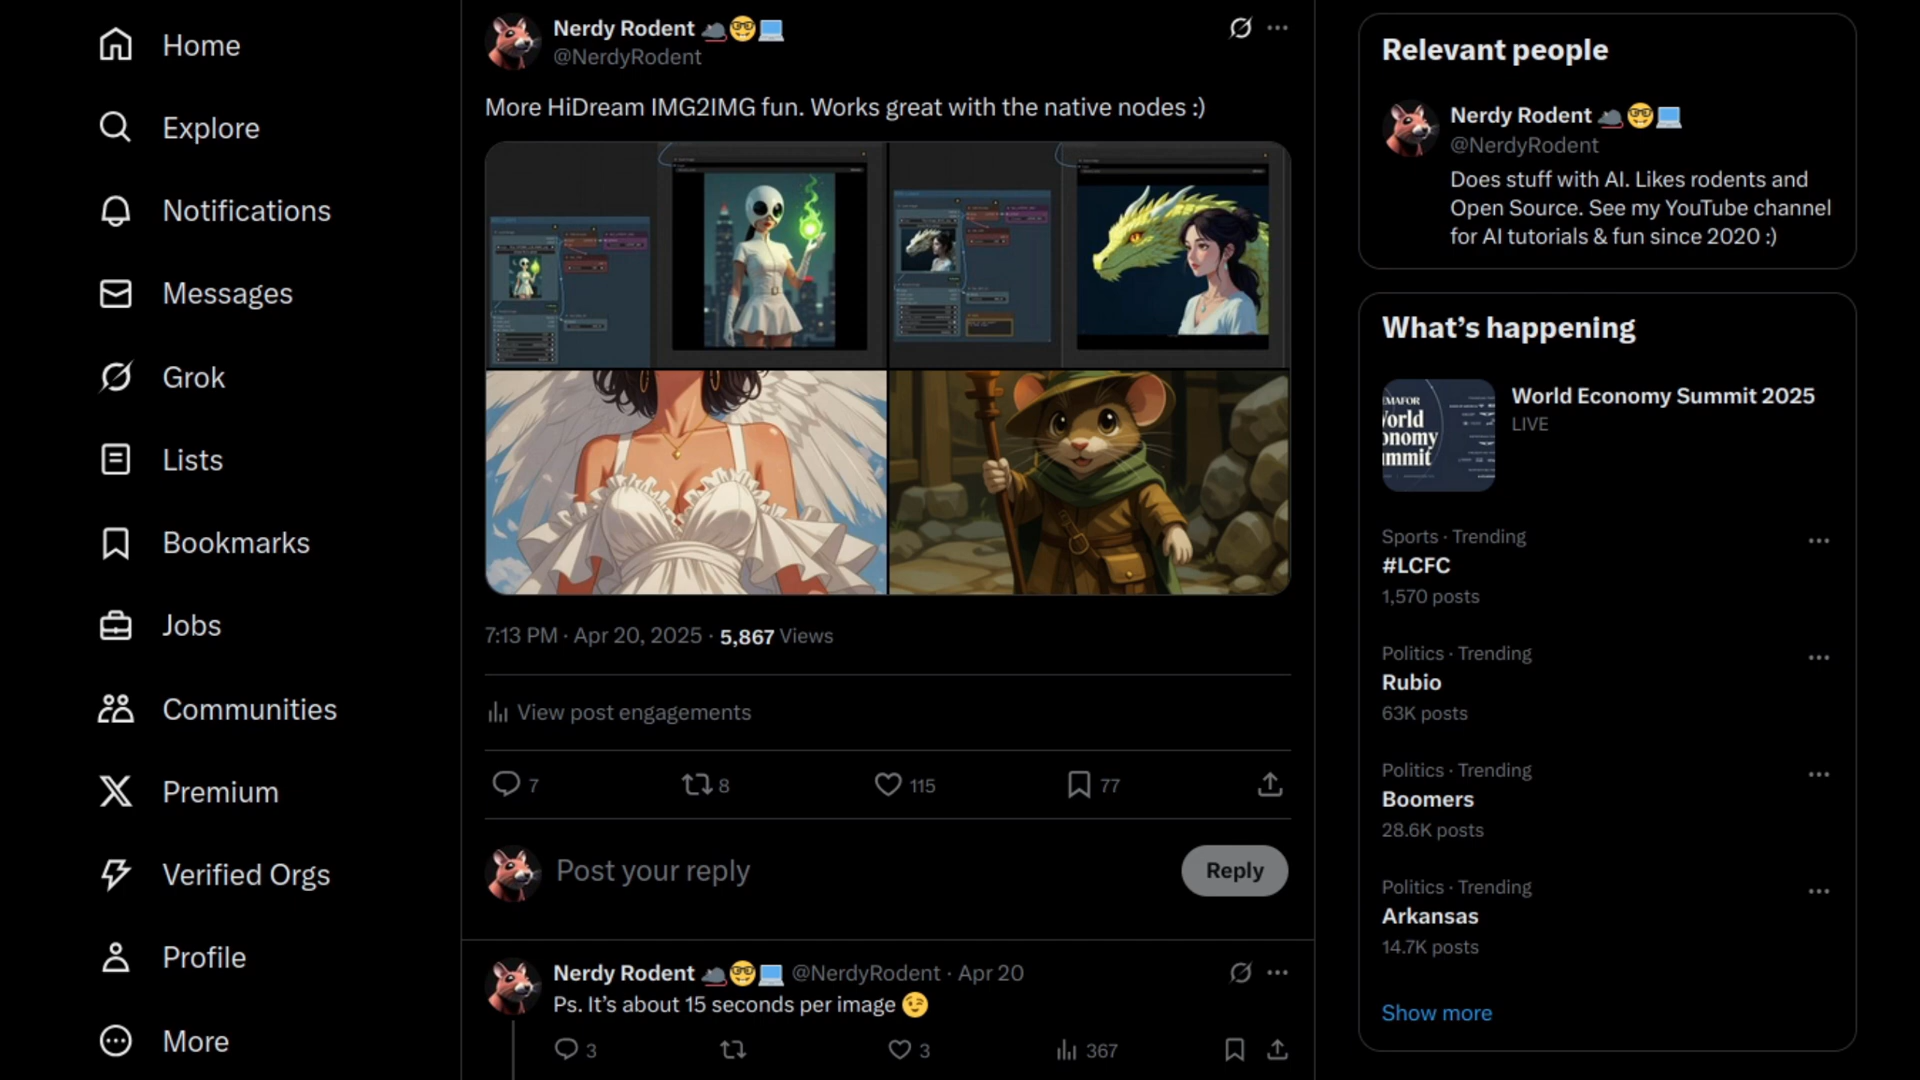 Home
Explore
Notifications
Messages
Grok
Lists
Bookmarks
Jobs
Communities
Premium
Verified Orgs
Profile
More
Nerdy Rodent 🐀🤓💻
@NerdyRodent
More HiDream IMG2IMG fun. Works great with the native nodes :)
7:13 PM · Apr 20, 2025 · 5,867 Views
View post engagements
7 8 115 77
Post your reply
Reply
Nerdy Rodent 🐀🤓💻 @NerdyRodent · Apr 20
Ps. It’s about 15 seconds per image 😉
3 3 367
Relevant people
Nerdy Rodent 🐀🤓💻
@NerdyRodent
Does stuff with AI. Likes rodents and
Open Source. See my YouTube channel
for AI tutorials & fun since 2020 :)
What’s happening
EMAFOR
World
onomy
ummit
World Economy Summit 2025
LIVE
Sports · Trending
#LCFC
1,570 posts
Politics · Trending
Rubio
63K posts
Politics · Trending
Boomers
28.6K posts
Politics · Trending
Arkansas
14.7K posts
Show more